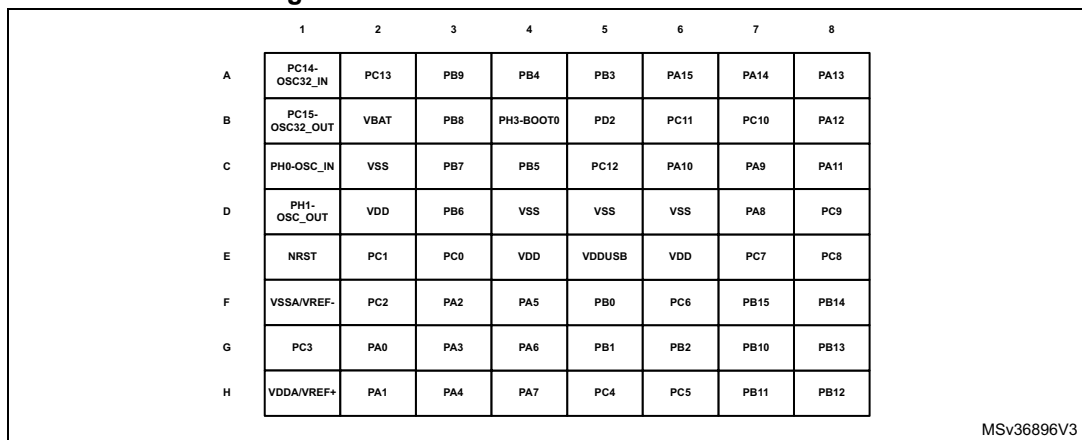 1 2 3 4 5 6 7 8
A PC14-OSC32_IN PC13 PB9 PB4 PB3 PA15 PA14 PA13
B PC15-OSC32_OUT VBAT PB8 PH3-BOOT0 PD2 PC11 PC10 PA12
C PH0-OSC_IN VSS PB7 PB5 PC12 PA10 PA9 PA11
D PH1-OSC_OUT VDD PB6 VSS VSS VSS PA8 PC9
E NRST PC1 PC0 VDD VDDUSB VDD PC7 PC8
F VSSA/VREF- PC2 PA2 PA5 PB0 PC6 PB15 PB14
G PC3 PA0 PA3 PA6 PB1 PB2 PB10 PB13
H VDDA/VREF+ PA1 PA4 PA7 PC4 PC5 PB11 PB12
MSv36896V3